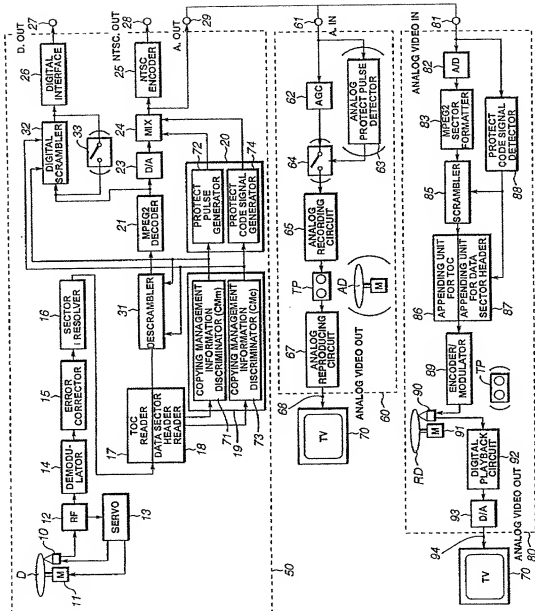 D. OUT
27
NTSC. OUT
28
A. OUT
29
26
DIGITAL
INTERFACE
25
NTSC
ENCODER
32
DIGITAL
SCRAMBLER
33
24
MIX
23
D/A
21
MPEG2
DECODER
20
72
PROTECT
PULSE
GENERATOR
74
PROTECT
CODE SIGNAL
GENERATOR
31
DESCRAMBLER
16
SECTOR
RESOLVER
15
ERROR
CORRECTOR
14
DEMODU-
LATOR
12
RF
13
SERVO
10
D
M
11
17
TOC
READER
DATA SECTOR
HEADER
READER
18
COPYING MANAGEMENT
INFORMATION
DISCRIMINATOR (CMm)
71
19
COPYING MANAGEMENT
INFORMATION
DISCRIMINATOR (CMc)
73
50
61
A. IN
62
AGC
ANALOG
PROTECT PULSE
DETECTOR
63
64
65
ANALOG
RECORDING
CIRCUIT
TP
AD
M
67
ANALOG
REPRODUCING
CIRCUIT
68
ANALOG VIDEO OUT
60
TV
70
81
ANALOG VIDEO IN
82
A/D
83
MPEG2
SECTOR
FORMATTER
85
SCRAMBLER
PROTECT
CODE SIGNAL
DETECTOR
88
86
APPENDING UNIT
FOR TOC
APPENDING UNIT
FOR DATA
SECTOR HEADER
87
89
ENCODER/
MODULATOR
90
TP
RD
M
91
DIGITAL
PLAYBACK
CIRCUIT
92
93
D/A
94
ANALOG VIDEO OUT
80
TV
70